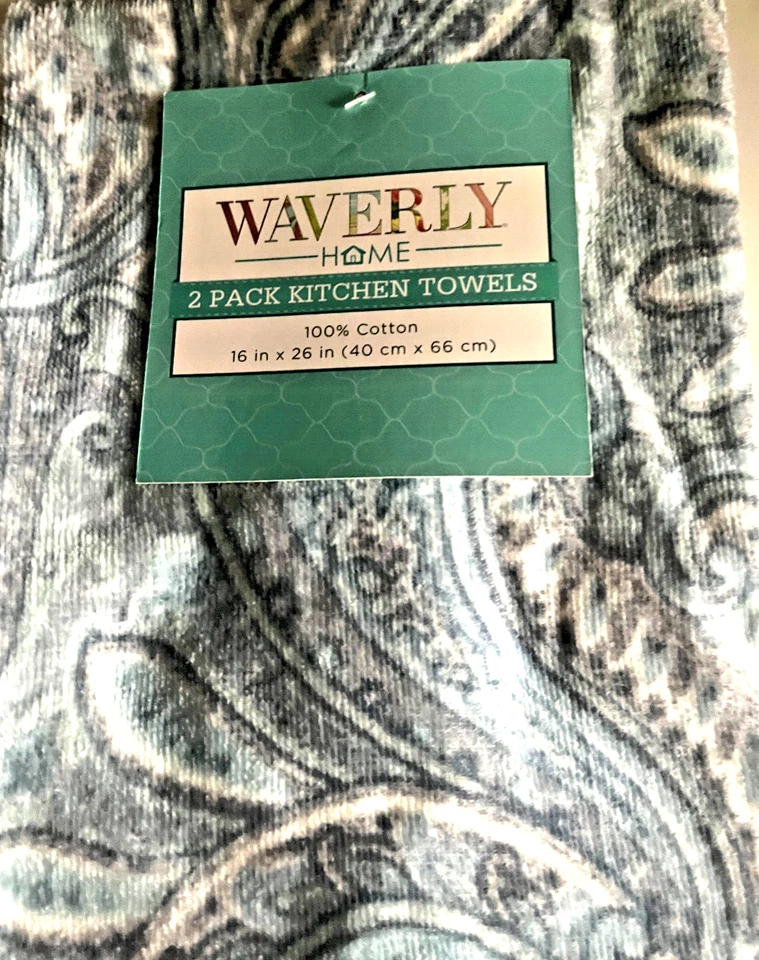 WAVERLY
HOME
2 PACK KITCHEN TOWELS
100% Cotton
16 in x 26 in (40 cm x 66 cm)